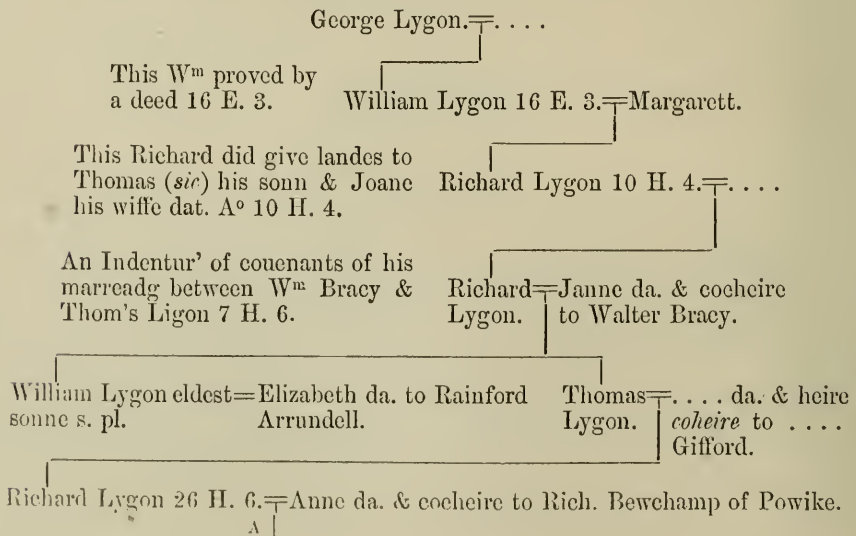 George Lygon.=. . . .
This Wᵐ proved by
a deed 16 E. 3.
William Lygon 16 E. 3.=Margarett.
This Richard did give landes to
Thomas (sic) his sonn & Joane
his wiffe dat. Aº 10 H. 4.
Richard Lygon 10 H. 4.=. . . .
An Indentur' of couenants of his
marreadg between Wᵐ Bracy &
Thom's Ligon 7 H. 6.
Richard=Janne da. & cocheire
Lygon. to Walter Bracy.
William Lygon eldest=Elizabeth da. to Rainford
sonne s. pl. Arrundell.
Thomas=. . . . da. & heire
Lygon. coheire to . . . .
Gifford.
Richard Lygon 26 H. 6.=Anne da. & cocheire to Rich. Bewchamp of Powike.
A